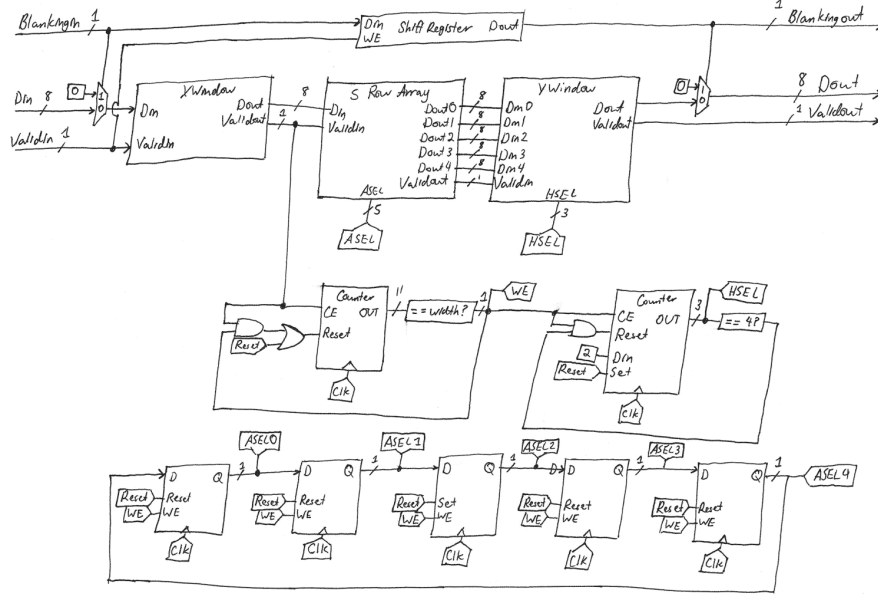 BlankingIn 1
Din Shift Register Dout
WE
1 Blankingout
0
1
0
Din 8
ValidIn 1
XWindow
Din Dout
Validout
ValidIn
8
1
5 Row Array
Din Dout0 8
ValidIn Dout1 8
Dout2 8
Dout3 8
Dout4 8
Validout 1
ASEL
5
ASEL
YWindow
Din0 Dout
Din1 Validout
Din2
Din3
Din4
ValidIn
HSEL
3
HSEL
0
1
0
8 Dout
1 Validout
Counter
CE OUT
Reset
Reset
Clk
11
==width?
1
WE
Counter
CE OUT
Reset
2 Din
Reset Set
Clk
3
HSEL
== 4?
D Q
Reset Reset
WE WE
Clk
1
ASEL0
D Q
Reset Reset
WE WE
Clk
1
ASEL1
D Q
Reset Set
WE WE
Clk
1
ASEL2
D D Q
Reset Reset
WE WE
Clk
1
ASEL3
D Q
Reset Reset
WE WE
Clk
1
ASEL4